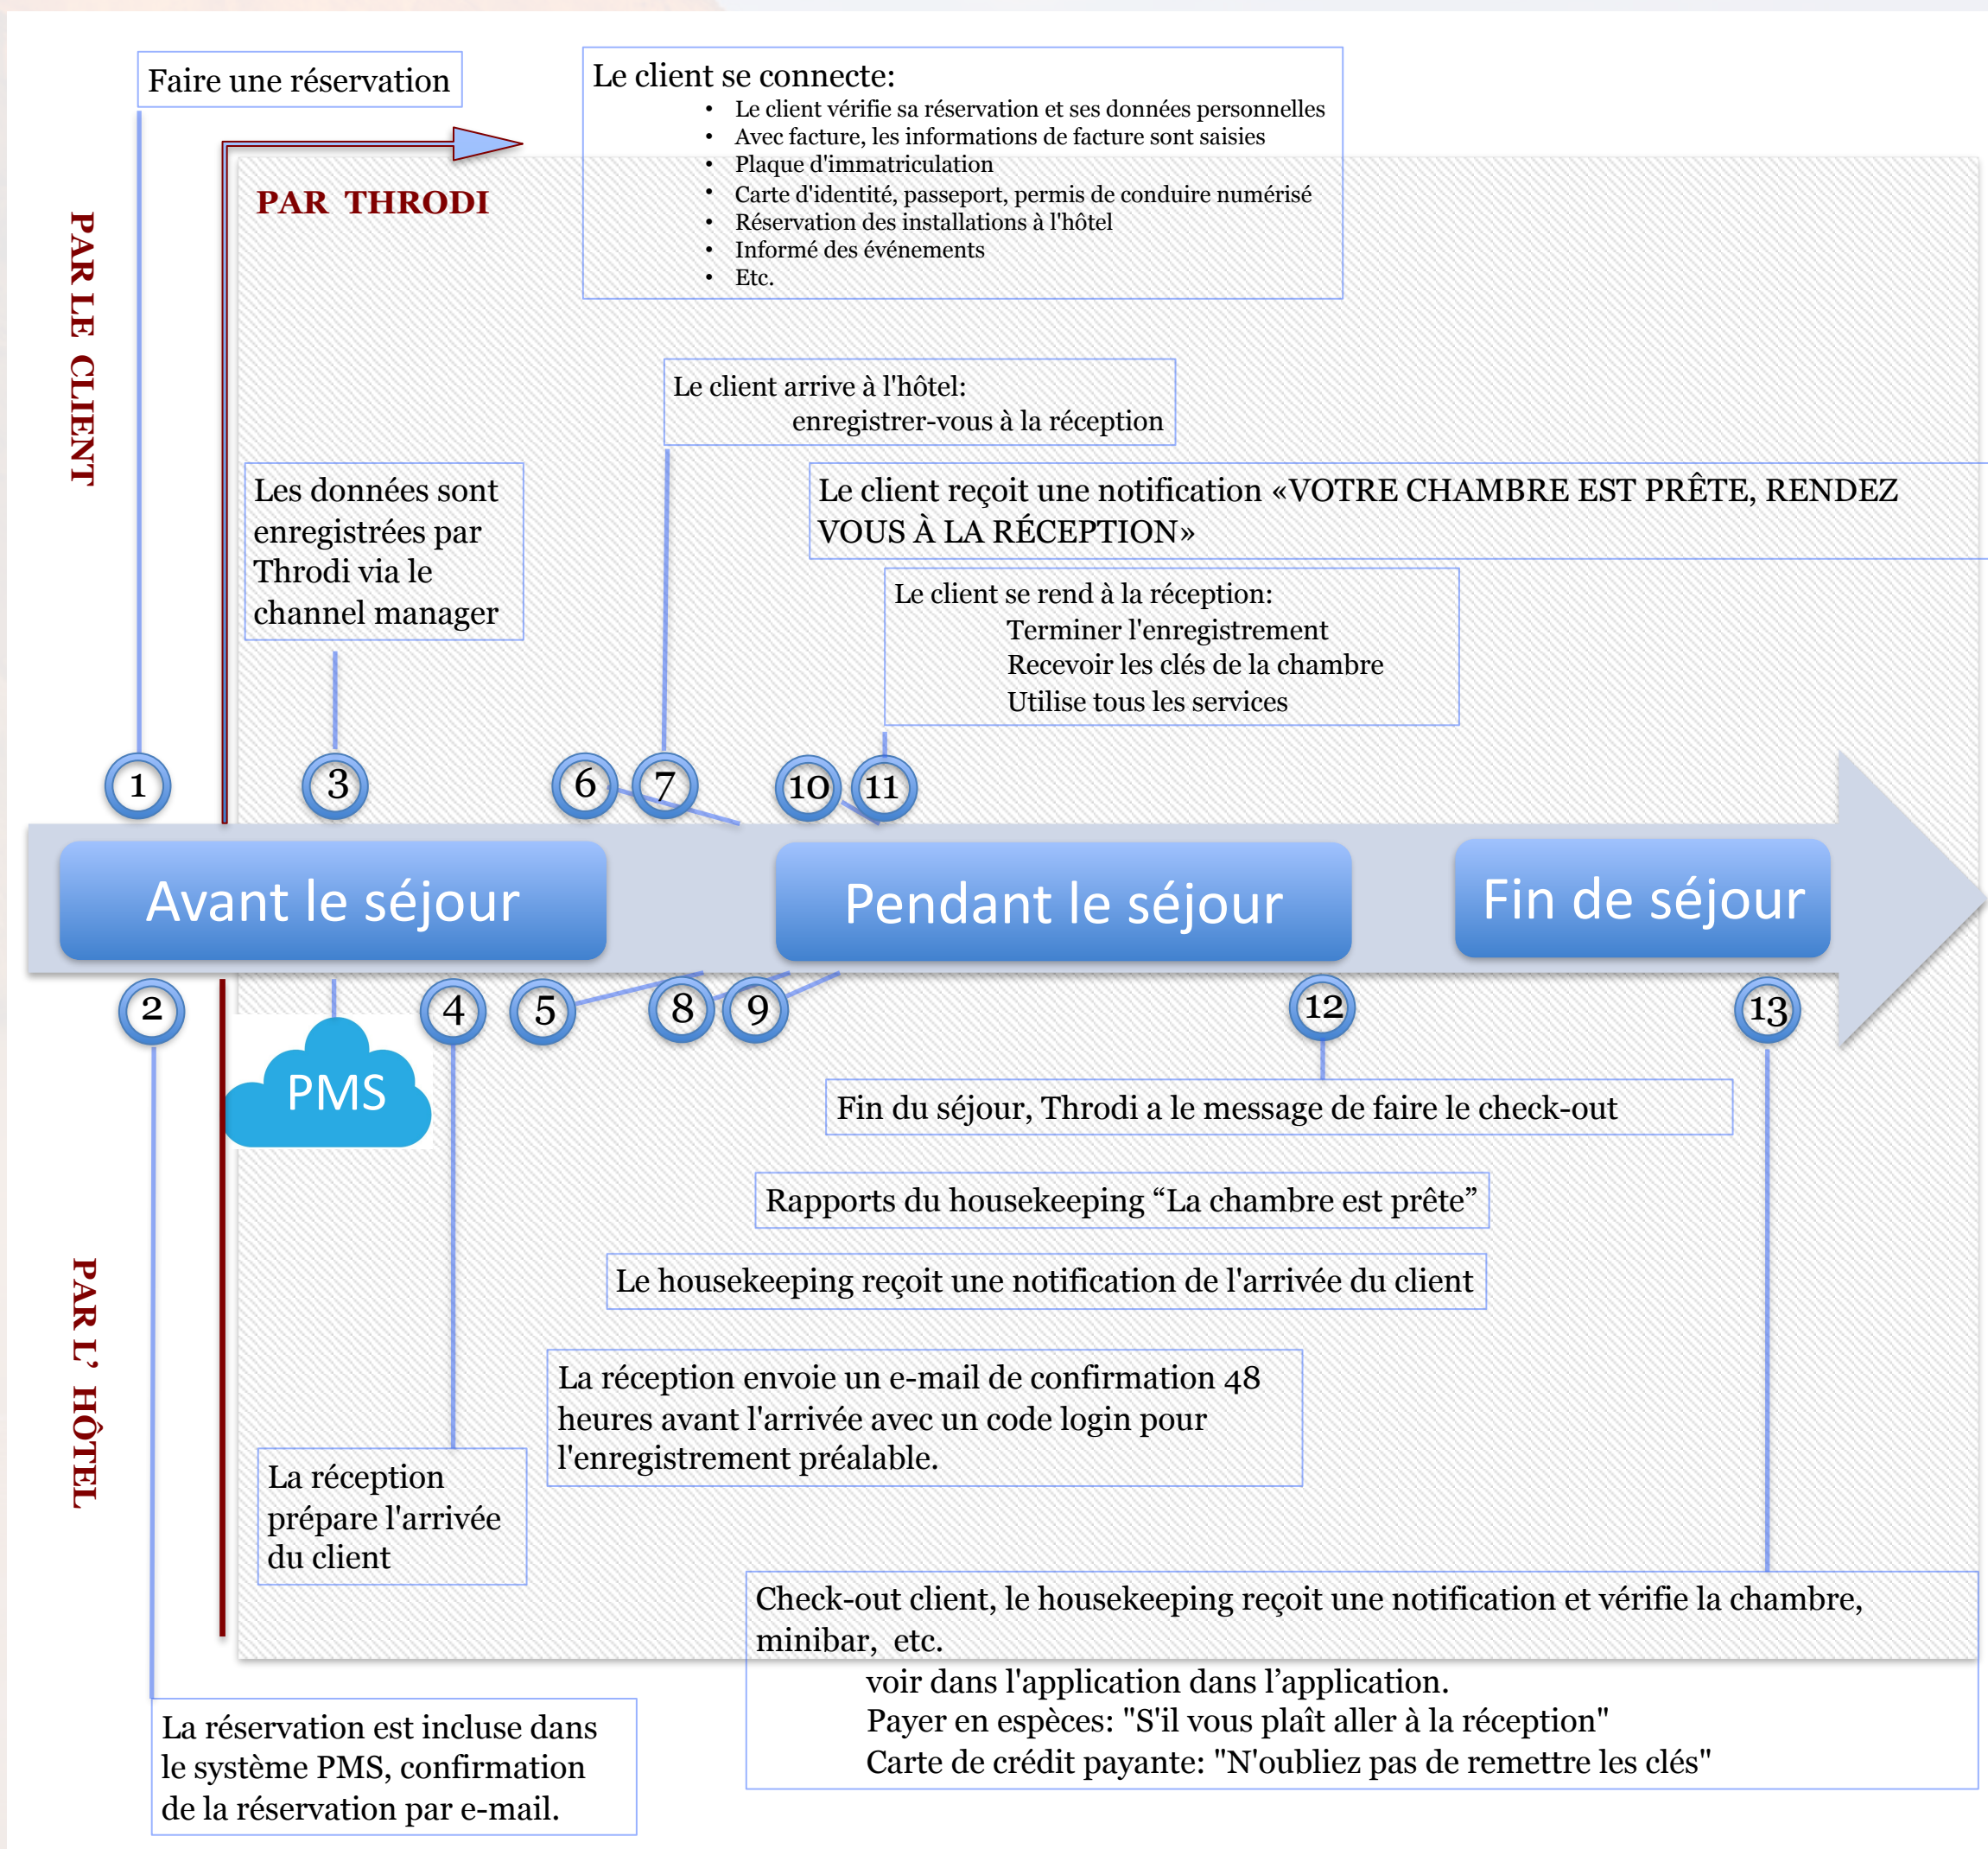 Faire une réservation
Le client se connecte:
• Le client vérifie sa réservation et ses données personnelles
• Avec facture, les informations de facture sont saisies
• Plaque d'immatriculation
• Carte d'identité, passeport, permis de conduire numérisé
• Réservation des installations à l'hôtel
• Informé des événements
• Etc.
PAR THRODI
PAR LE CLIENT
Le client arrive à l'hôtel:
enregistrer-vous à la réception
Les données sont
enregistrées par
Throdi via le
channel manager
Le client reçoit une notification «VOTRE CHAMBRE EST PRÊTE, RENDEZ
VOUS À LA RÉCEPTION»
Le client se rend à la réception:
Terminer l'enregistrement
Recevoir les clés de la chambre
Utilise tous les services
1
3
6
7
10
11
Avant le séjour
Pendant le séjour
Fin de séjour
2
4
5
8
9
12
13
PMS
Fin du séjour, Throdi a le message de faire le check-out
Rapports du housekeeping “La chambre est prête”
Le housekeeping reçoit une notification de l'arrivée du client
PAR L’ HÔTEL
La réception envoie un e-mail de confirmation 48
heures avant l'arrivée avec un code login pour
l'enregistrement préalable.
La réception
prépare l'arrivée
du client
Check-out client, le housekeeping reçoit une notification et vérifie la chambre,
minibar, etc.
voir dans l'application dans l’application.
Payer en espèces: "S'il vous plaît aller à la réception"
Carte de crédit payante: "N'oubliez pas de remettre les clés"
La réservation est incluse dans
le système PMS, confirmation
de la réservation par e-mail.